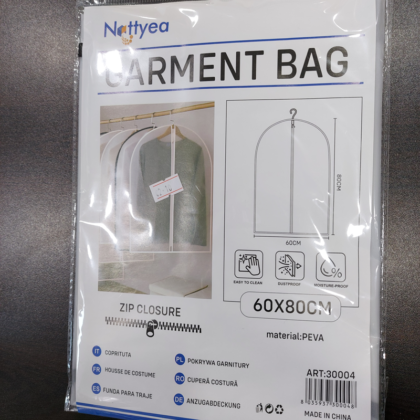 Nattyea
GARMENT BAG
80CM
60CM
EASY TO CLEAN
DUSTPROOF
MOISTURE-PROOF
ZIP CLOSURE
60X80CM
material:PEVA
IT COPRITUTA
FR HOUSSE DE COSTUME
ES FUNDA PARA TRAJE
PL POKRYWA GARNITURY
RO CUPERĂ COSTURĂ
DE ANZUGABDECKUNG
ART:30004
MADE IN CHINA